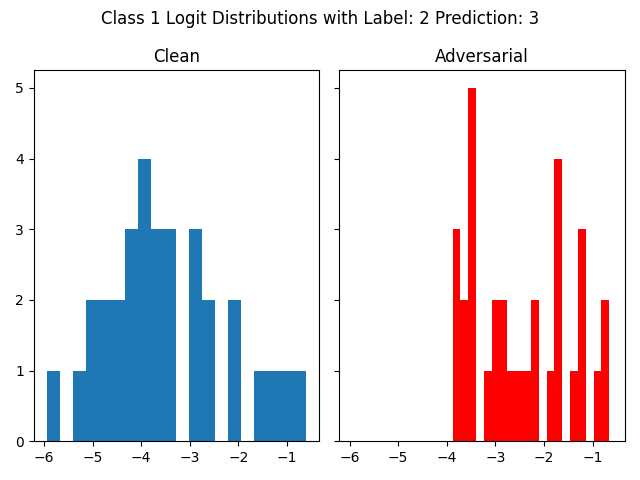 Class 1 Logit Distributions with Label: 2 Prediction: 3
Clean
Adversarial
5
4
3
2
1
0
−6 −5 −4 −3 −2 −1
−6 −5 −4 −3 −2 −1